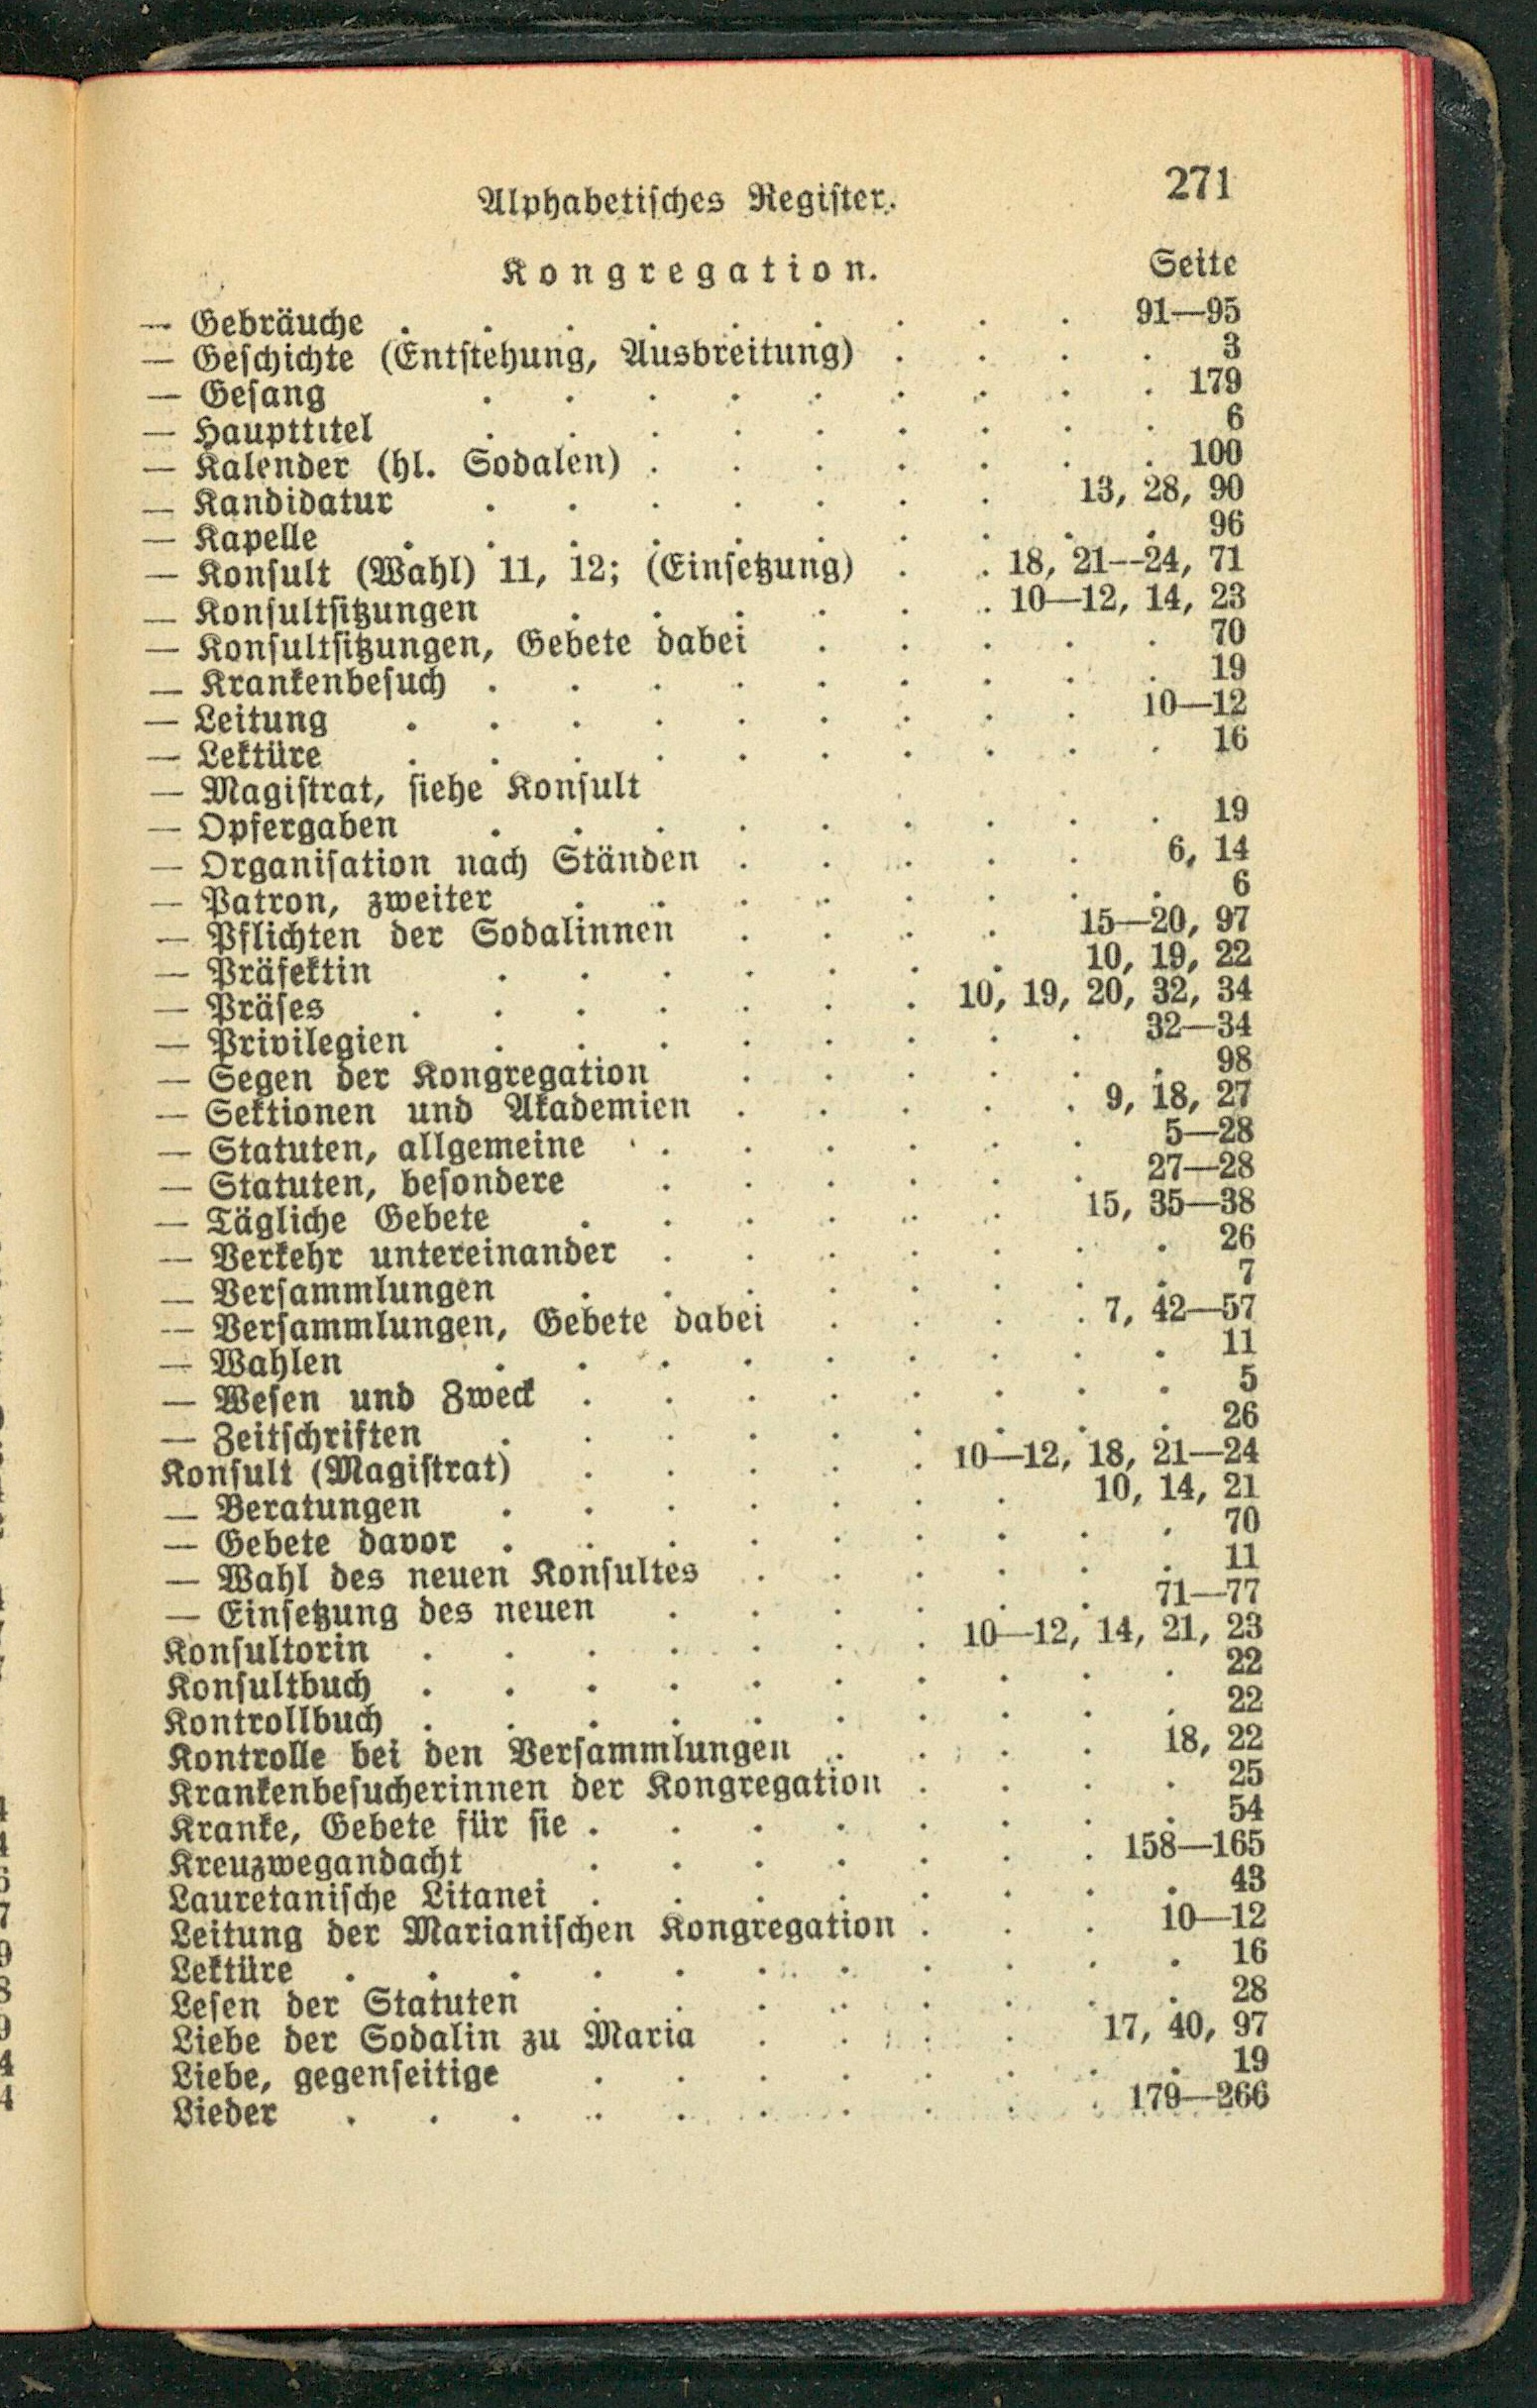 Alphabetisches Register. 271
Kongregation. Seite
— Gebräuche . . . . . . . . . 91—95
— Geschichte (Entstehung, Ausbreitung) . . . . 3
— Gesang . . . . . . . . . 179
— Haupttitel . . . . . . . . . 6
— Kalender (hl. Sodalen) . . . . . . . 100
— Kandidatur . . . . . . . 13, 28, 90
— Kapelle . . . . . . . . . . 96
— Konsult (Wahl) 11, 12; (Einsetzung) . . 18, 21—24, 71
— Konsultsitzungen . . . . . . 10—12, 14, 23
— Konsultsitzungen, Gebete dabei . . . . . 70
— Krankenbesuch . . . . . . . . . 19
— Leitung . . . . . . . . . 10—12
— Lektüre . . . . . . . . . . 16
— Magistrat, siehe Konsult
— Opfergaben . . . . . . . . . 19
— Organisation nach Ständen . . . . . 6, 14
— Patron, zweiter . . . . . . . . 6
— Pflichten der Sodalinnen . . . . 15—20, 97
— Präfektin . . . . . . . 10, 19, 22
— Präses . . . . . . . 10, 19, 20, 32, 34
— Privilegien . . . . . . . . 32—34
— Segen der Kongregation . . . . . . 98
— Sektionen und Akademien . . . . . 9, 18, 27
— Statuten, allgemeine . . . . . . 5—28
— Statuten, besondere . . . . . . 27—28
— Tägliche Gebete . . . . . . 15, 35—38
— Verkehr untereinander . . . . . . . 26
— Versammlungen . . . . . . . . 7
— Versammlungen, Gebete dabei . . . . 7, 42—57
— Wahlen . . . . . . . . . 11
— Wesen und Zweck . . . . . . . . 5
— Zeitschriften . . . . . . . . . 26
Konsult (Magistrat) . . . . . 10—12, 18, 21—24
— Beratungen . . . . . . . 10, 14, 21
— Gebete davor . . . . . . . . . 70
— Wahl des neuen Konsultes . . . . . . 11
— Einsetzung des neuen . . . . . . 71—77
Konsultorin . . . . . . . 10—12, 14, 21, 23
Konsultbuch . . . . . . . . . . 22
Kontrollbuch . . . . . . . . . . 22
Kontrolle bei den Versammlungen . . . . 18, 22
Krankenbesucherinnen der Kongregation . . . . 25
Kranke, Gebete für sie . . . . . . . . 54
Kreuzwegandacht . . . . . . . 158—165
Lauretanische Litanei . . . . . . . . 43
Leitung der Marianischen Kongregation . . . 10—12
Lektüre . . . . . . . . . . . 16
Lesen der Statuten . . . . . . . . 28
Liebe der Sodalin zu Maria . . . . 17, 40, 97
Liebe, gegenseitige . . . . . . . . 19
Lieder . . . . . . . . . . 179—266